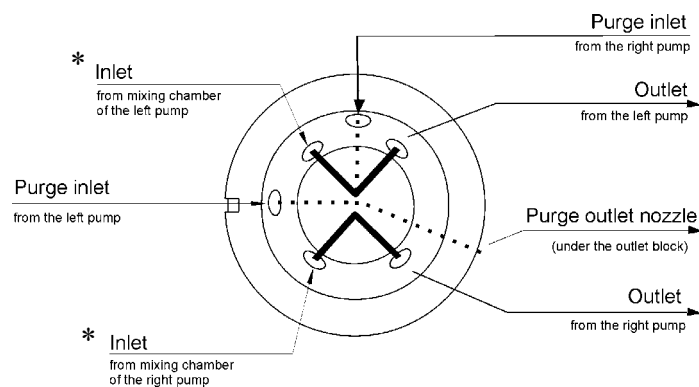 Purge inlet
from the right pump
* Inlet
from mixing chamber
of the left pump
Outlet
from the left pump
Purge inlet
from the left pump
Purge outlet nozzle
(under the outlet block)
Outlet
from the right pump
* Inlet
from mixing chamber
of the right pump